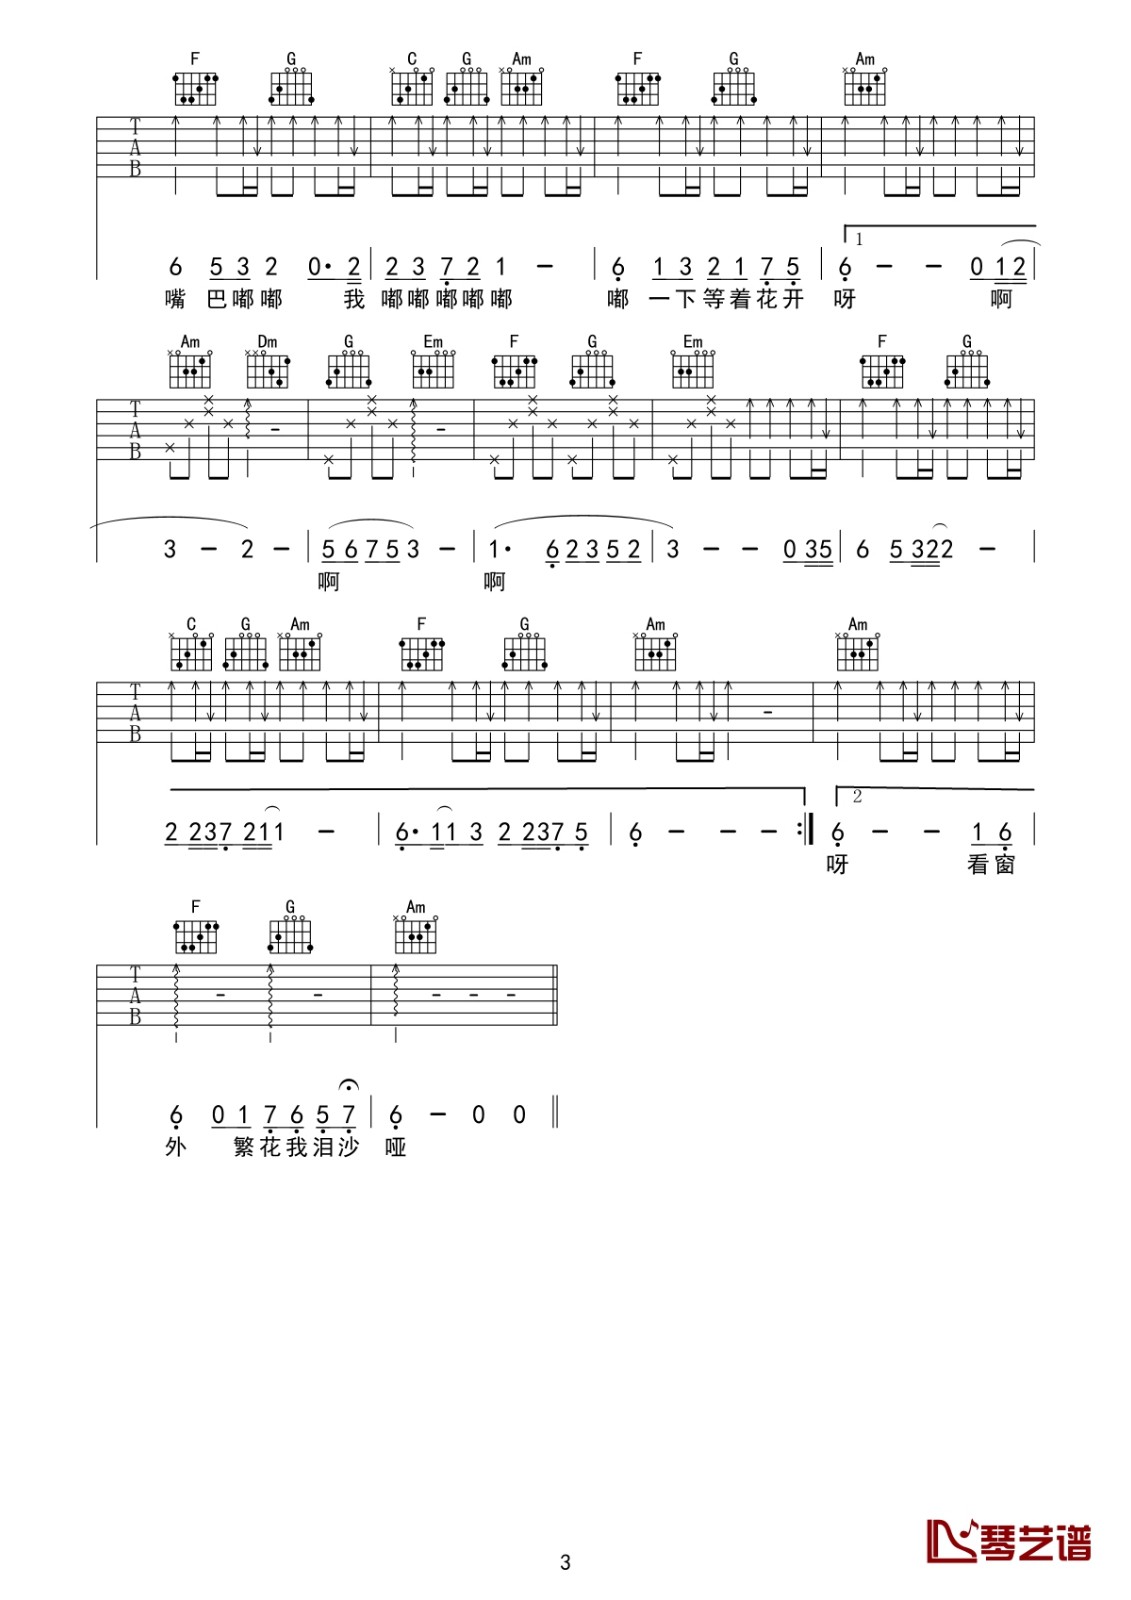 F G C G Am F G Am
T
A
B
1
6 5 3 2 0· 2 2 3 7 2 1 – 6 1 3 2 1 7 5 6 – – 0 1 2
嘴 巴 嘟 嘟 我 嘟 嘟 嘟 嘟 嘟 嘟 一 下 等 着 花 开 呀 啊
Am Dm G Em F G Em F G
T
A
B
3 – 2 – 5 6 7 5 3 – 1· 6 2 3 5 2 3 – – 0 3 5 6 5 3 2 2 –
啊 啊
C G Am F G Am Am
T
A
B
2
2 2 3 7 2 1 1 – 6· 1 1 3 2 2 3 7 5 6 – – – 6 – – 1 6
呀 看 窗
F G Am
T
A
B
6 0 1 7 6 5 7 6 – 0 0
外 繁 花 我 泪 沙 哑
琴艺谱
3